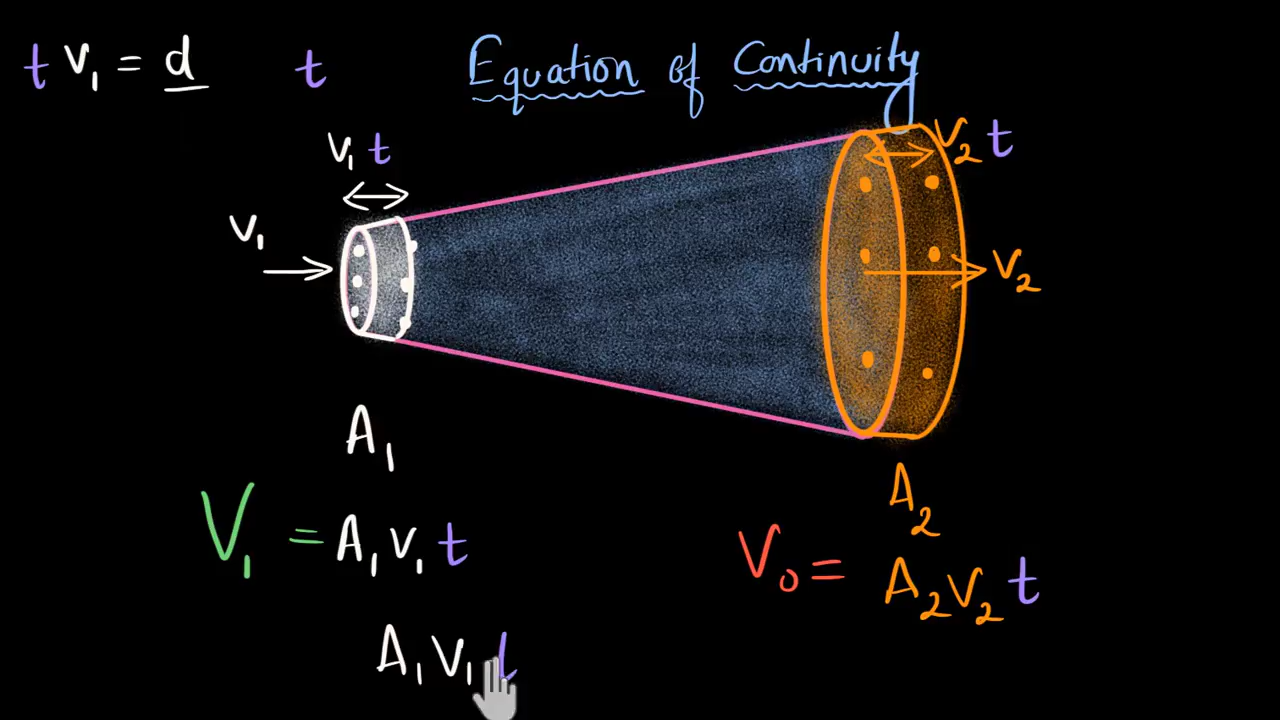 t v₁ = d
t
Equation of Continuity
v₁ t
v₂ t
v₁
v₂
A₁
A₂
V₁ = A₁ v₁ t
V₀ = A₂ v₂ t
A₁ v₁ t